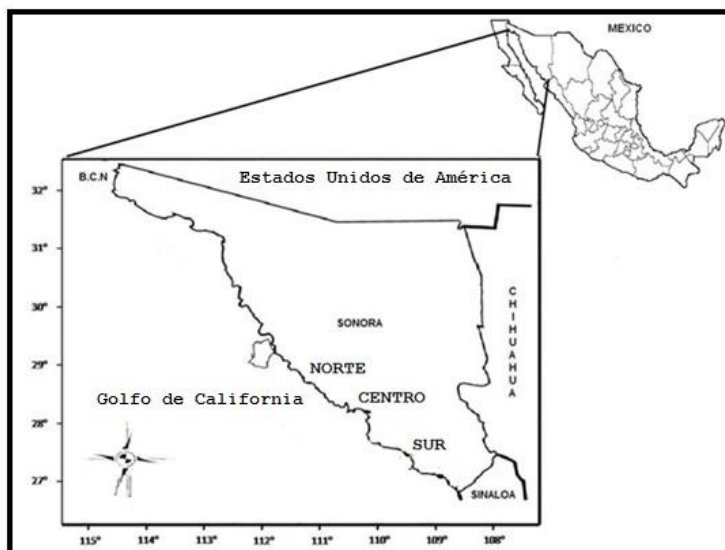 MEXICO
B.C.N
Estados Unidos de América
32°
31°
30°
29°
28°
27°
SONORA
CHIHUAHUA
NORTE
CENTRO
Golfo de California
SUR
SINALOA
115° 114° 113° 112° 111° 110° 109° 108°